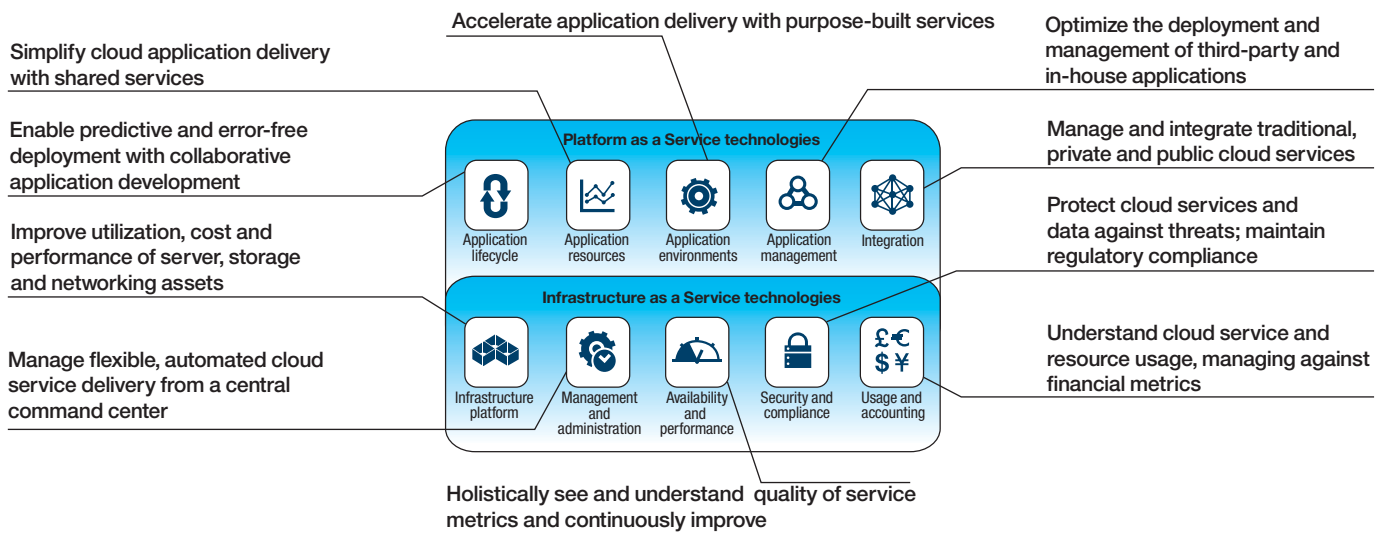 Accelerate application delivery with purpose-built services
Simplify cloud application delivery
with shared services
Optimize the deployment and
management of third-party and
in-house applications
Enable predictive and error-free
deployment with collaborative
application development
Manage and integrate traditional,
private and public cloud services
Improve utilization, cost and
performance of server, storage
and networking assets
Protect cloud services and
data against threats; maintain
regulatory compliance
Manage flexible, automated cloud
service delivery from a central
command center
Understand cloud service and
resource usage, managing against
financial metrics
Platform as a Service technologies
Application
lifecycle
Application
resources
Application
environments
Application
management
Integration
Infrastructure as a Service technologies
£€
$¥
Infrastructure
platform
Management
and
administration
Availability
and
performance
Security and
compliance
Usage and
accounting
Holistically see and understand quality of service
metrics and continuously improve